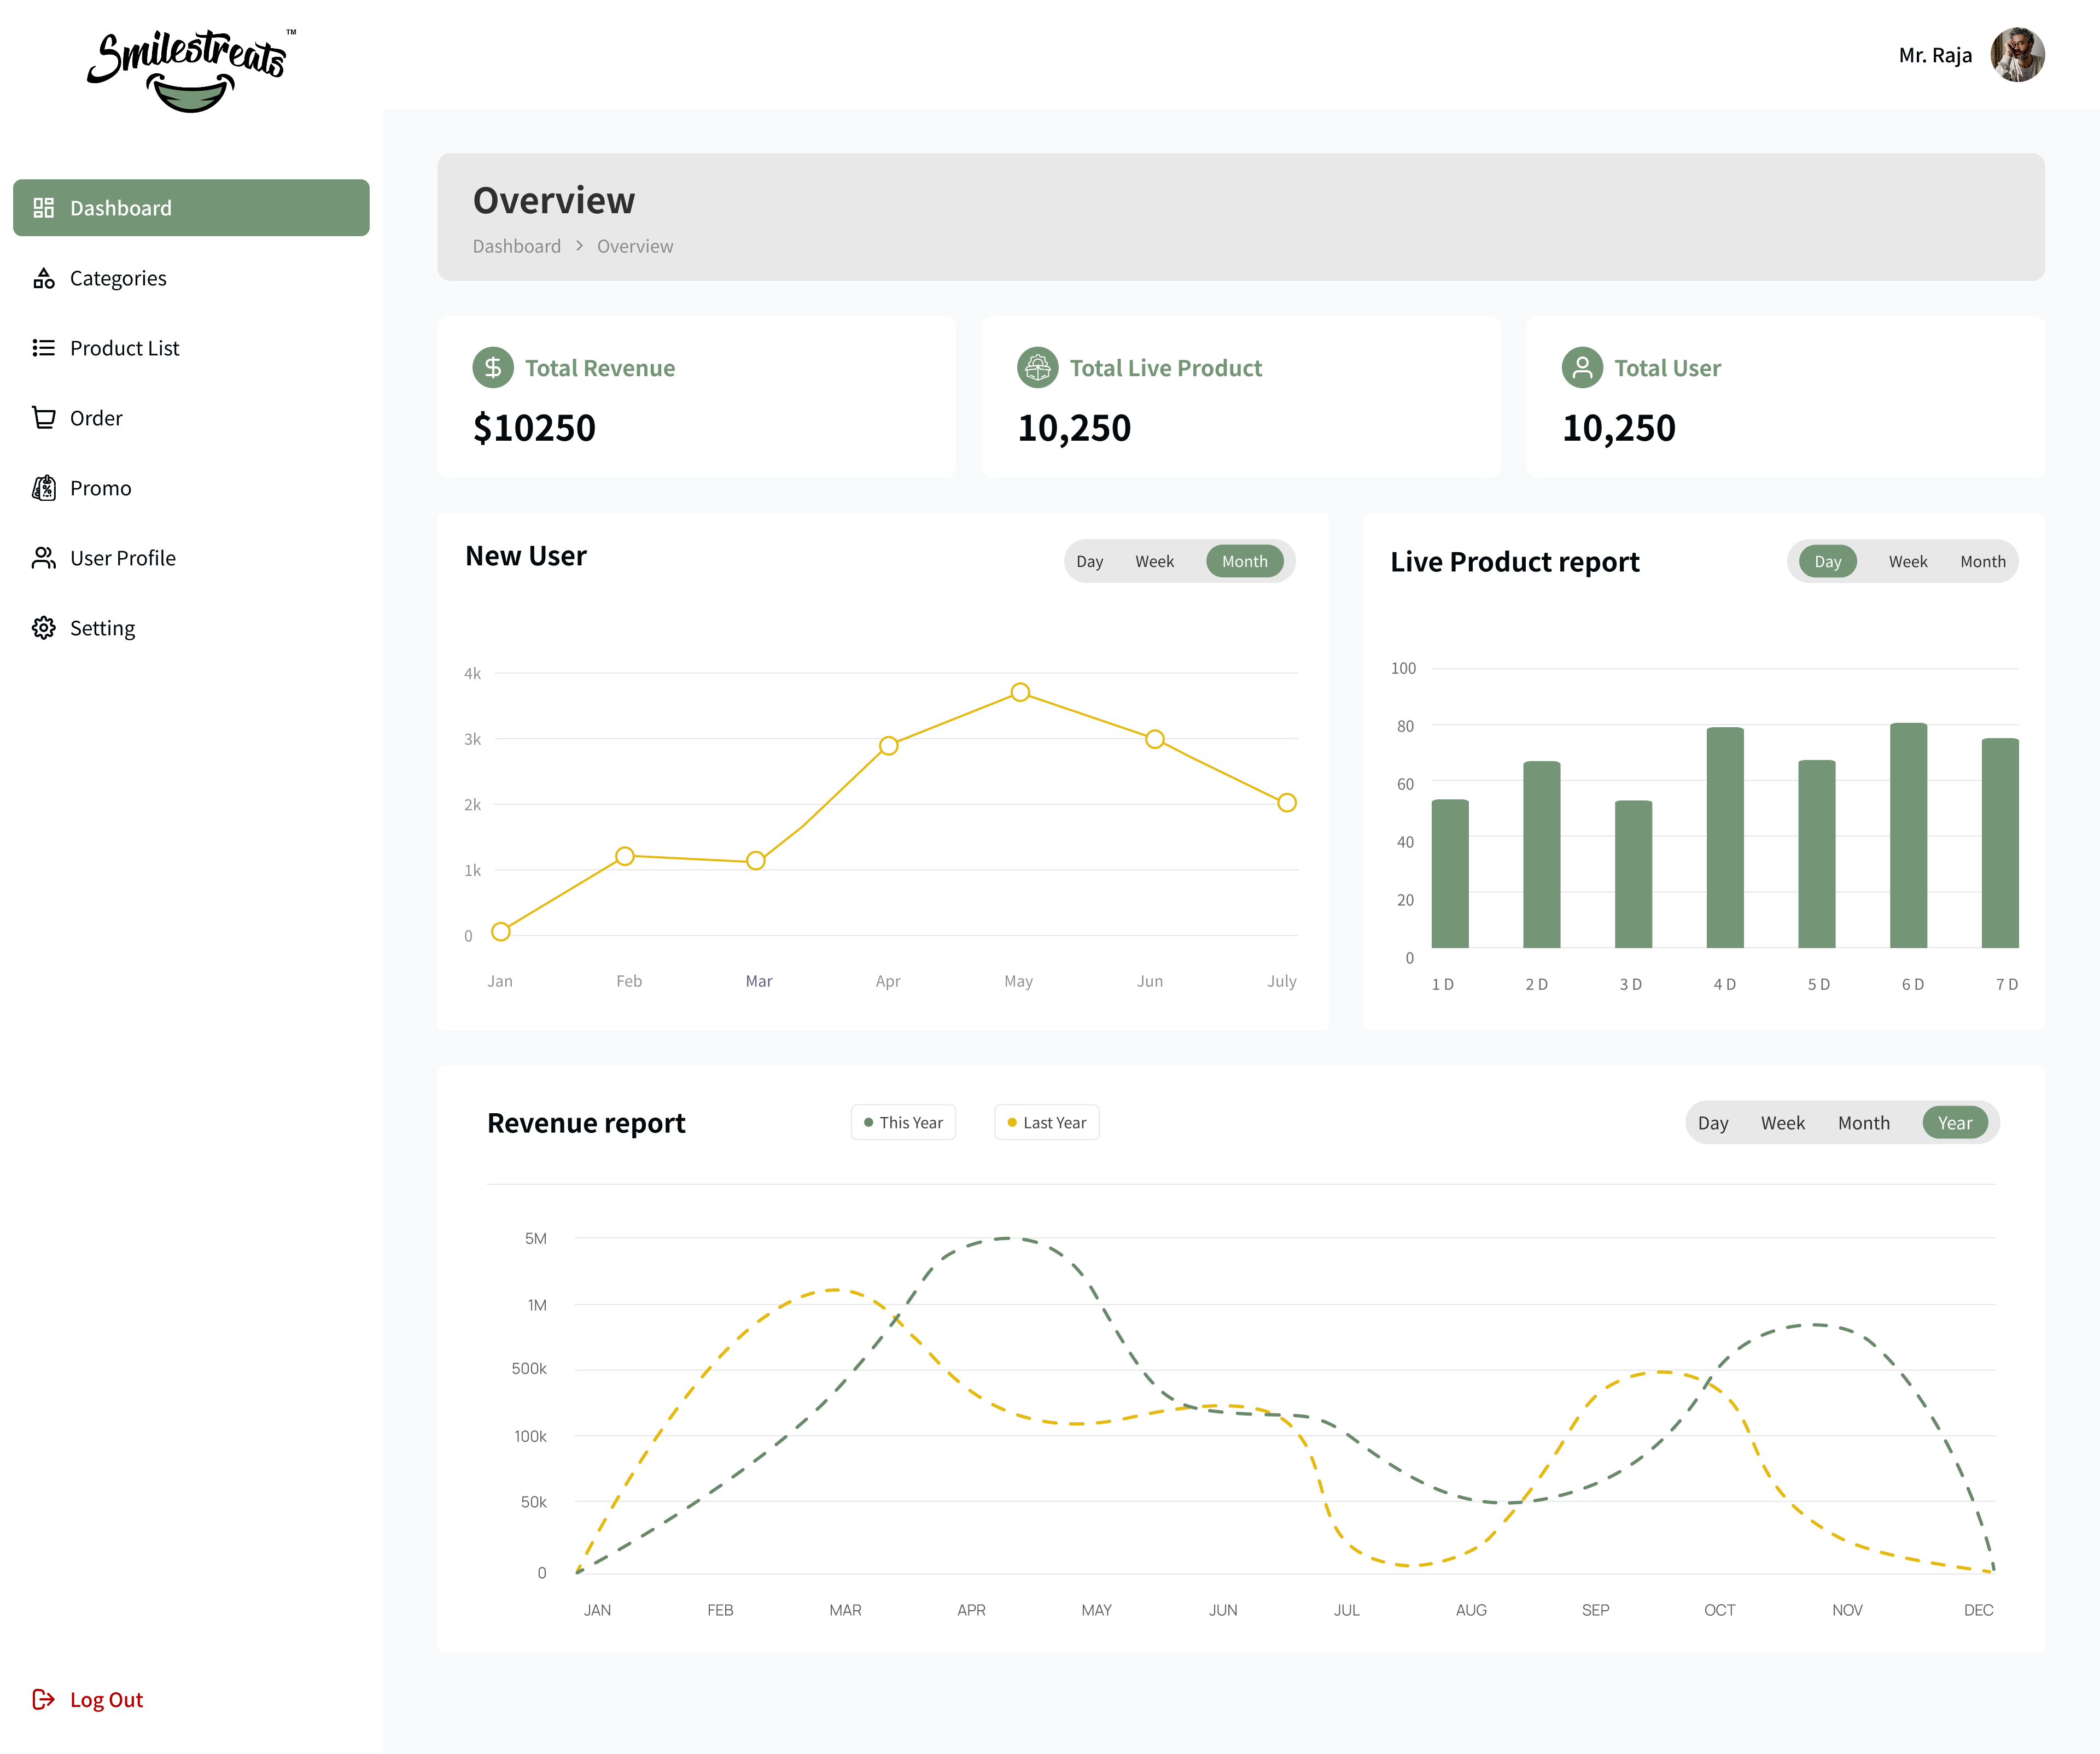 Smilestreats TM
Mr. Raja
Dashboard
Categories
Product List
Order
Promo
User Profile
Setting
Log Out
Overview
Dashboard > Overview
Total Revenue
$10250
Total Live Product
10,250
Total User
10,250
New User
Day Week Month
4k
3k
2k
1k
0
Jan Feb Mar Apr May Jun July
Live Product report
Day Week Month
100
80
60
40
20
0
1 D 2 D 3 D 4 D 5 D 6 D 7 D
Revenue report
This Year Last Year
Day Week Month Year
5M
1M
500k
100k
50k
0
JAN FEB MAR APR MAY JUN JUL AUG SEP OCT NOV DEC